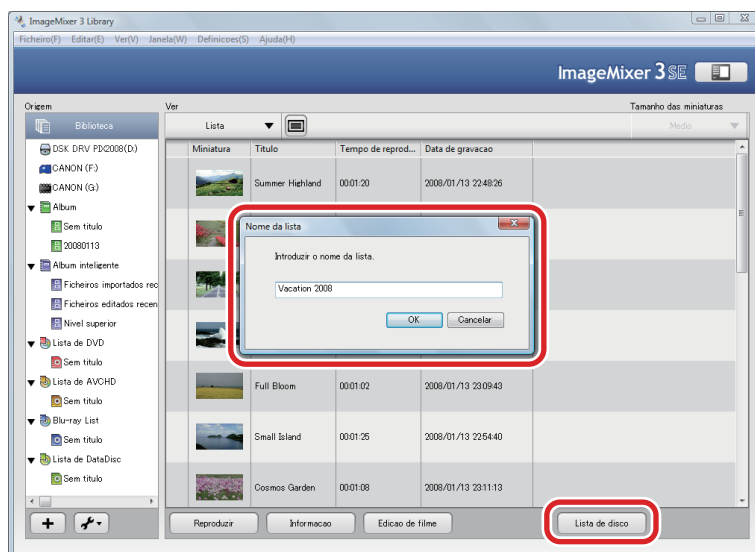 ImageMixer 3 Library
Ficheiro(F) Editar(E) Ver(V) Janela(W) Definicoes(S) Ajuda(H)
ImageMixer 3 SE
Origem
Ver
Tamanho das miniaturas
Biblioteca
Lista
Medio
DSK DRV PIX2008(D:)
CANON (F:)
CANON (G:)
Album
Sem titulo
20080113
Album inteligente
Ficheiros importados rec
Ficheiros editados recen
Nivel superior
Lista de DVD
Sem titulo
Lista de AVCHD
Sem titulo
Blu-ray List
Sem titulo
Lista de DataDisc
Sem titulo
Miniatura Titulo Tempo de reprod... Data de gravacao
Summer Highland 00:01:20 2008/01/13 22:48:26
Nome da lista
Introduzir o nome da lista.
Vacation 2008
OK Cancelar
Full Bloom 00:01:02 2008/01/13 23:09:43
Small Island 00:01:25 2008/01/13 22:54:40
Cosmos Garden 00:01:08 2008/01/13 23:11:13
Reproduzir Informacao Edicao de filme Lista de disco